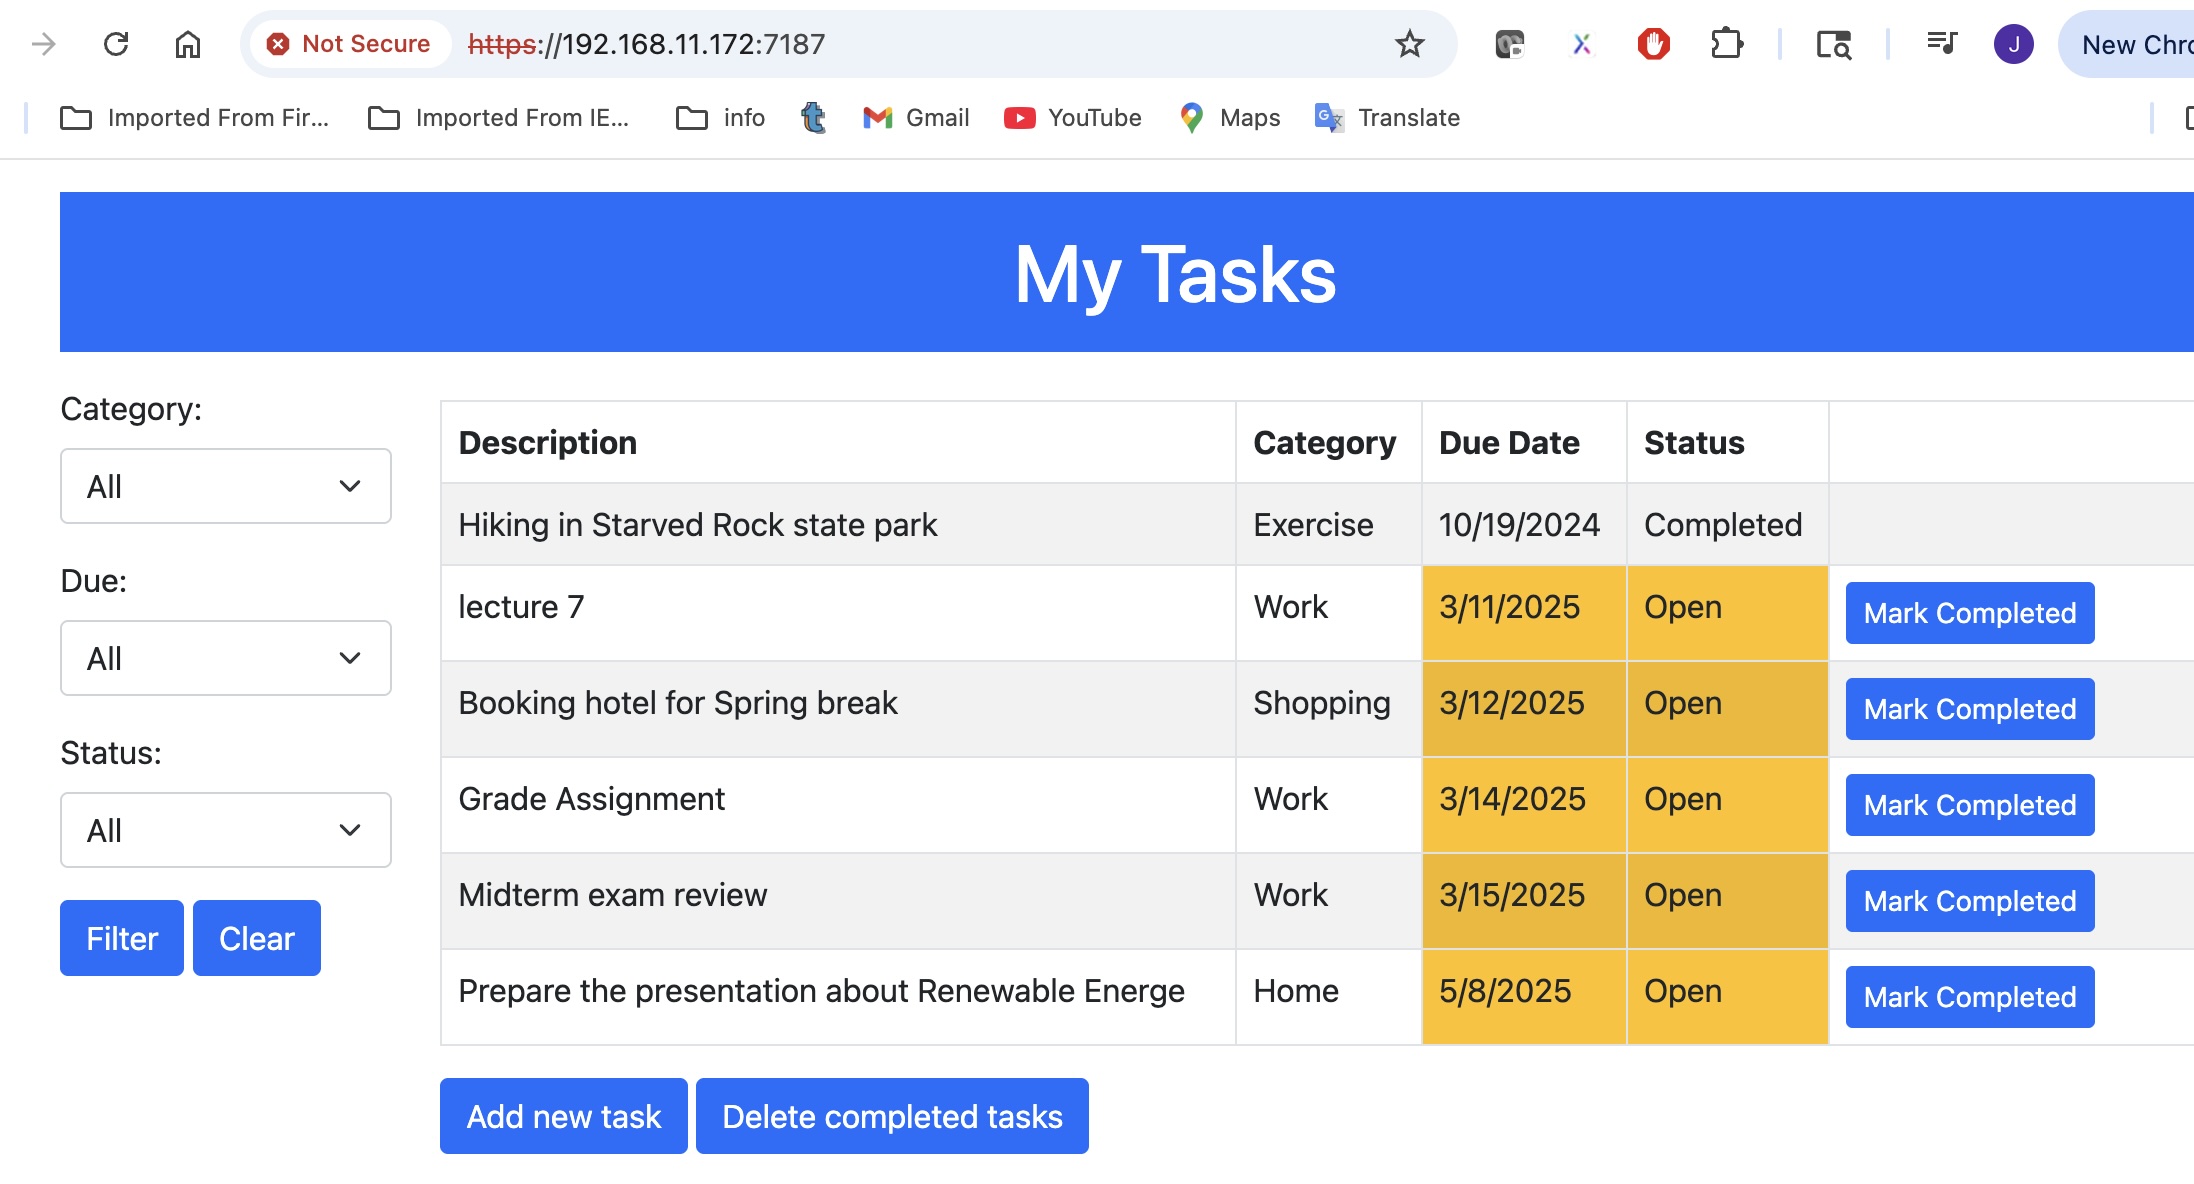 Not Secure https://192.168.11.172:7187 J New Chr
Imported From Fir... Imported From IE... info t Gmail YouTube Maps Translate
My Tasks
Category:
All
Due:
All
Status:
All
Filter Clear
Description Category Due Date Status
Hiking in Starved Rock state park Exercise 10/19/2024 Completed
lecture 7 Work 3/11/2025 Open Mark Completed
Booking hotel for Spring break Shopping 3/12/2025 Open Mark Completed
Grade Assignment Work 3/14/2025 Open Mark Completed
Midterm exam review Work 3/15/2025 Open Mark Completed
Prepare the presentation about Renewable Energe Home 5/8/2025 Open Mark Completed
Add new task Delete completed tasks